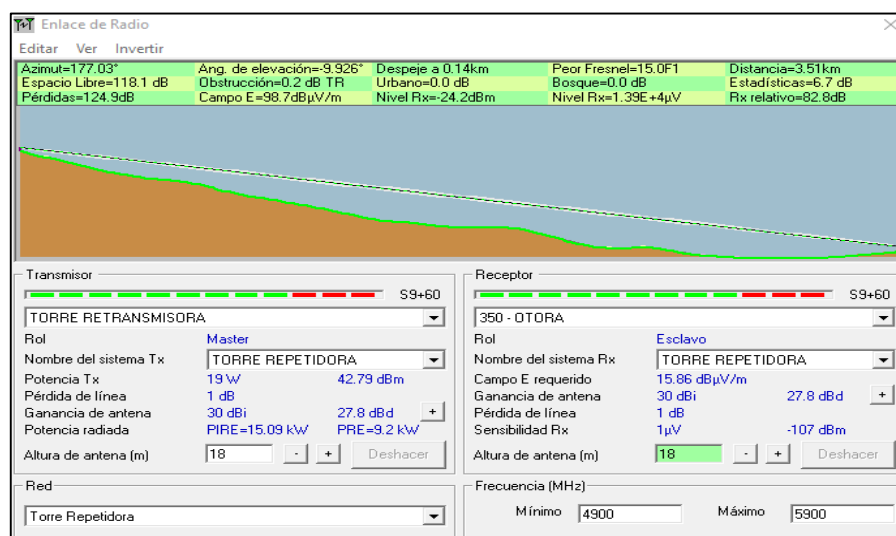 Enlace de Radio
Editar Ver Invertir
Azimut=177.03° Ang. de elevación=-9.926° Despeje a 0.14km Peor Fresnel=15.0F1 Distancia=3.51km
Espacio Libre=118.1 dB Obstrucción=0.2 dB TR Urbano=0.0 dB Bosque=0.0 dB Estadísticas=6.7 dB
Pérdidas=124.9dB Campo E=98.7dBµV/m Nivel Rx=-24.2dBm Nivel Rx=1.39E+4µV Rx relativo=82.8dB
Transmisor Receptor
S9+60 S9+60
TORRE RETRANSMISORA 350 - OTORA
Rol Master Rol Esclavo
Nombre del sistema Tx TORRE REPETIDORA Nombre del sistema Rx TORRE REPETIDORA
Potencia Tx 19 W 42.79 dBm Campo E requerido 15.86 dBµV/m
Pérdida de línea 1 dB Ganancia de antena 30 dBi 27.8 dBd +
Ganancia de antena 30 dBi 27.8 dBd + Pérdida de línea 1 dB
Potencia radiada PIRE=15.09 kW PRE=9.2 kW Sensibilidad Rx 1µV -107 dBm
Altura de antena (m) 18 - + Deshacer Altura de antena (m) 18 - + Deshacer
Red Frecuencia (MHz)
Torre Repetidora Mínimo 4900 Máximo 5900